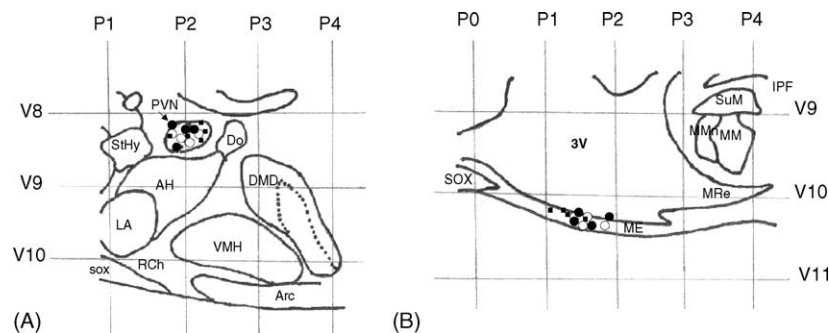 P1 P2 P3 P4
V8
PVN
StHy
Do
V9
AH
DMD
LA
VMH
V10
RCh
sox
Arc
(A)
P0 P1 P2 P3 P4
IPF
SuM
V9
MMn
MM
3V
SOX
MRe
V10
ME
V11
(B)